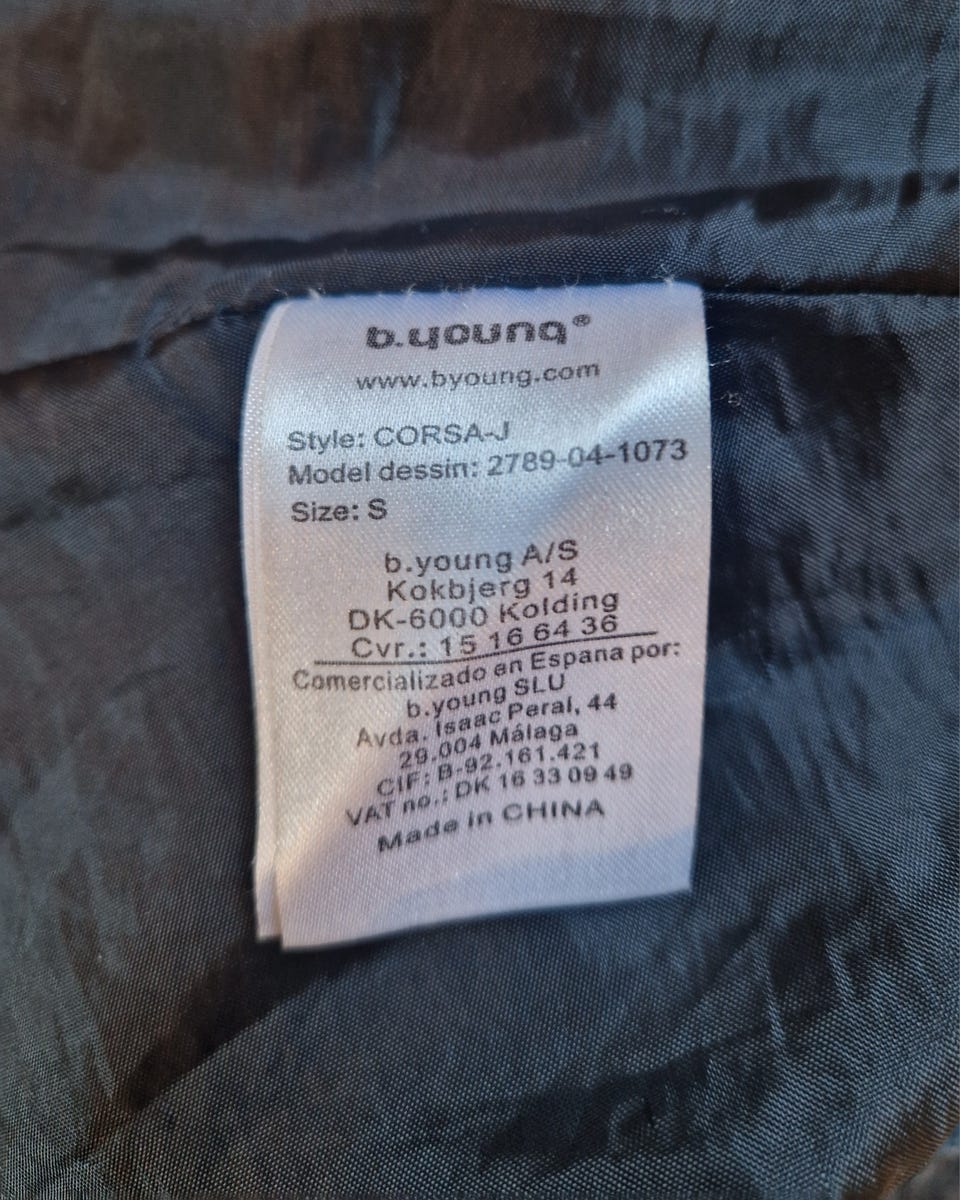 b.young®
www.byoung.com
Style: CORSA-J
Model dessin: 2789-04-1073
Size: S
b.young A/S
Kokbjerg 14
DK-6000 Kolding
Cvr.: 15 16 64 36
Comercializado en Espana por:
b.young SLU
Avda. Isaac Peral, 44
29.004 Málaga
CIF: B-92.161.421
VAT no.: DK 16 33 09 49
Made in CHINA